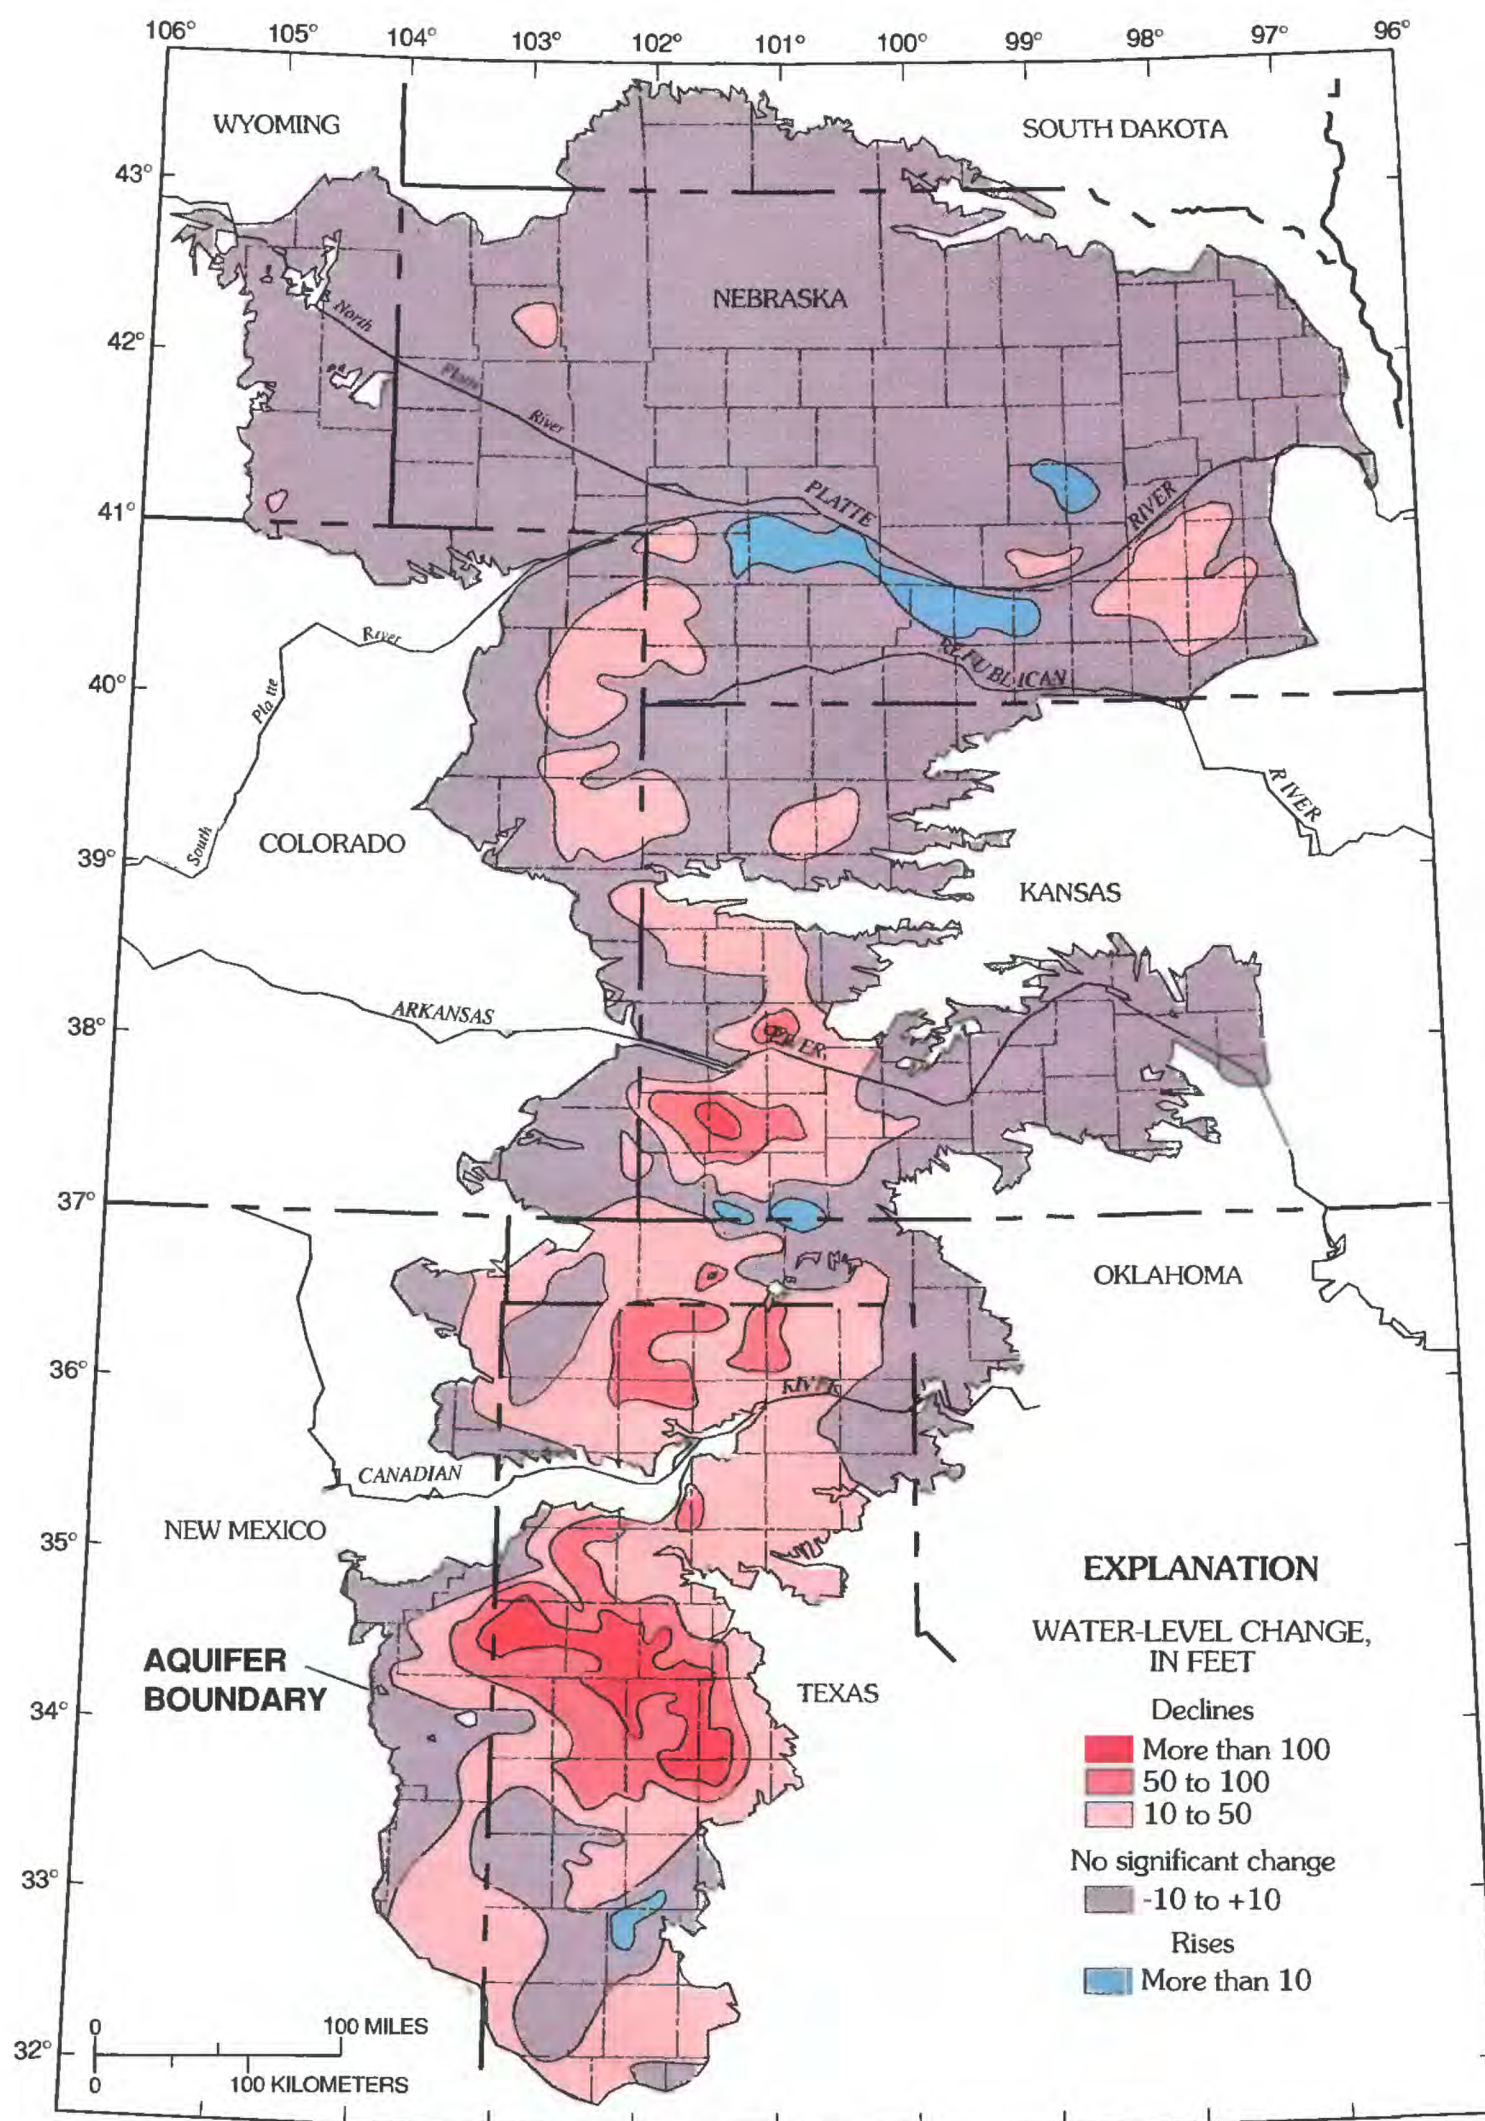 106° 105° 104° 103° 102° 101° 100° 99° 98° 97° 96°
WYOMING
SOUTH DAKOTA
43°
NEBRASKA
North
42°
Platte
River
PLATTE
RIVER
41°
River
REPUBLICAN
40°
Platte
RIVER
South
COLORADO
39°
KANSAS
ARKANSAS
38°
RIVER
37°
OKLAHOMA
36°
RIVER
CANADIAN
NEW MEXICO
35°
EXPLANATION
WATER-LEVEL CHANGE,
IN FEET
AQUIFER
BOUNDARY
TEXAS
34°
Declines
More than 100
50 to 100
10 to 50
No significant change
33°
-10 to +10
Rises
More than 10
0 100 MILES
32°
0 100 KILOMETERS